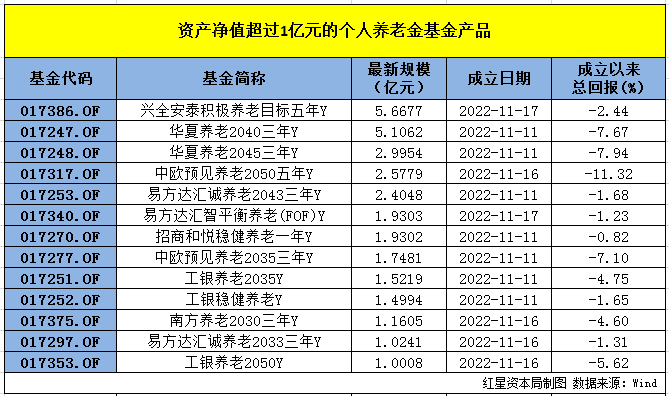 资产净值超过1亿元的个人养老金基金产品
基金代码 基金简称 最新规模（亿元） 成立日期 成立以来总回报(%)
017386.OF 兴全安泰积极养老目标五年Y 5.6677 2022-11-17 -2.44
017247.OF 华夏养老2040三年Y 5.1062 2022-11-11 -7.67
017248.OF 华夏养老2045三年Y 2.9954 2022-11-11 -7.94
017317.OF 中欧预见养老2050五年Y 2.5779 2022-11-16 -11.32
017253.OF 易方达汇诚养老2043三年Y 2.4048 2022-11-11 -1.68
017340.OF 易方达汇智平衡养老(FOF)Y 1.9303 2022-11-17 -1.23
017270.OF 招商和悦稳健养老一年Y 1.9302 2022-11-11 -0.82
017277.OF 中欧预见养老2035三年Y 1.7481 2022-11-11 -7.10
017251.OF 工银养老2035Y 1.5219 2022-11-11 -4.75
017252.OF 工银稳健养老Y 1.4994 2022-11-11 -1.65
017375.OF 南方养老2030三年Y 1.1605 2022-11-16 -4.60
017297.OF 易方达汇诚养老2033三年Y 1.0241 2022-11-16 -1.31
017353.OF 工银养老2050Y 1.0008 2022-11-16 -5.62
红星资本局制图 数据来源：Wind